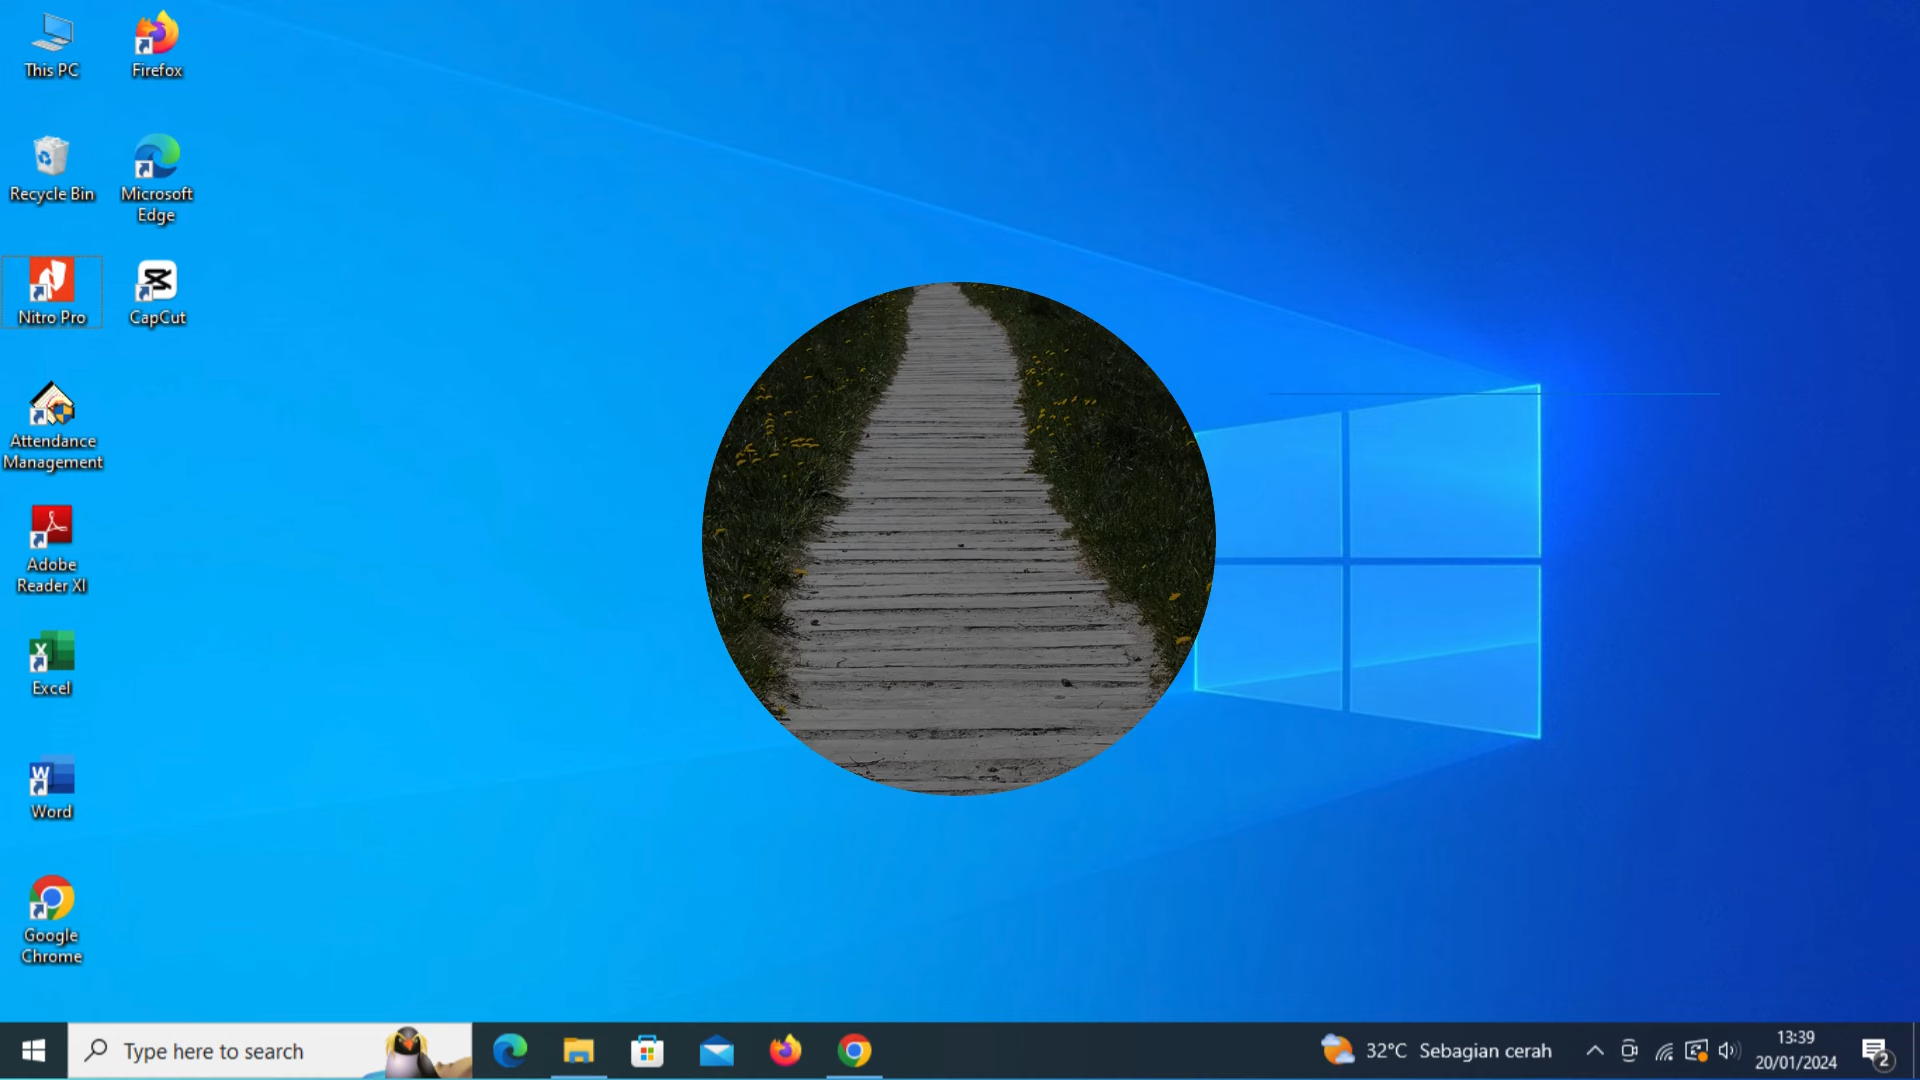 This PC
Firefox
Recycle Bin
Microsoft
Edge
Nitro Pro
CapCut
Attendance
Management
Adobe
Reader XI
Excel
Word
Google
Chrome
Type here to search
32°C Sebagian cerah
13:39
20/01/2024
2